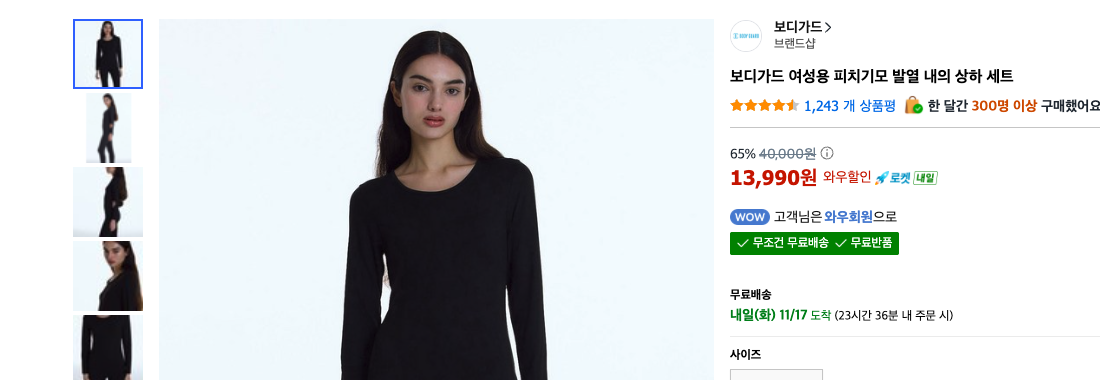 보디가드 >
브랜드샵
보디가드 여성용 피치기모 발열 내의 상하 세트
1,243 개 상품평 한 달간 300명 이상 구매했어요
65% 40,000원
13,990원 와우할인 로켓 내일
WOW 고객님은 와우회원으로
무조건 무료배송 무료반품
무료배송
내일(화) 11/17 도착 (23시간 36분 내 주문 시)
사이즈